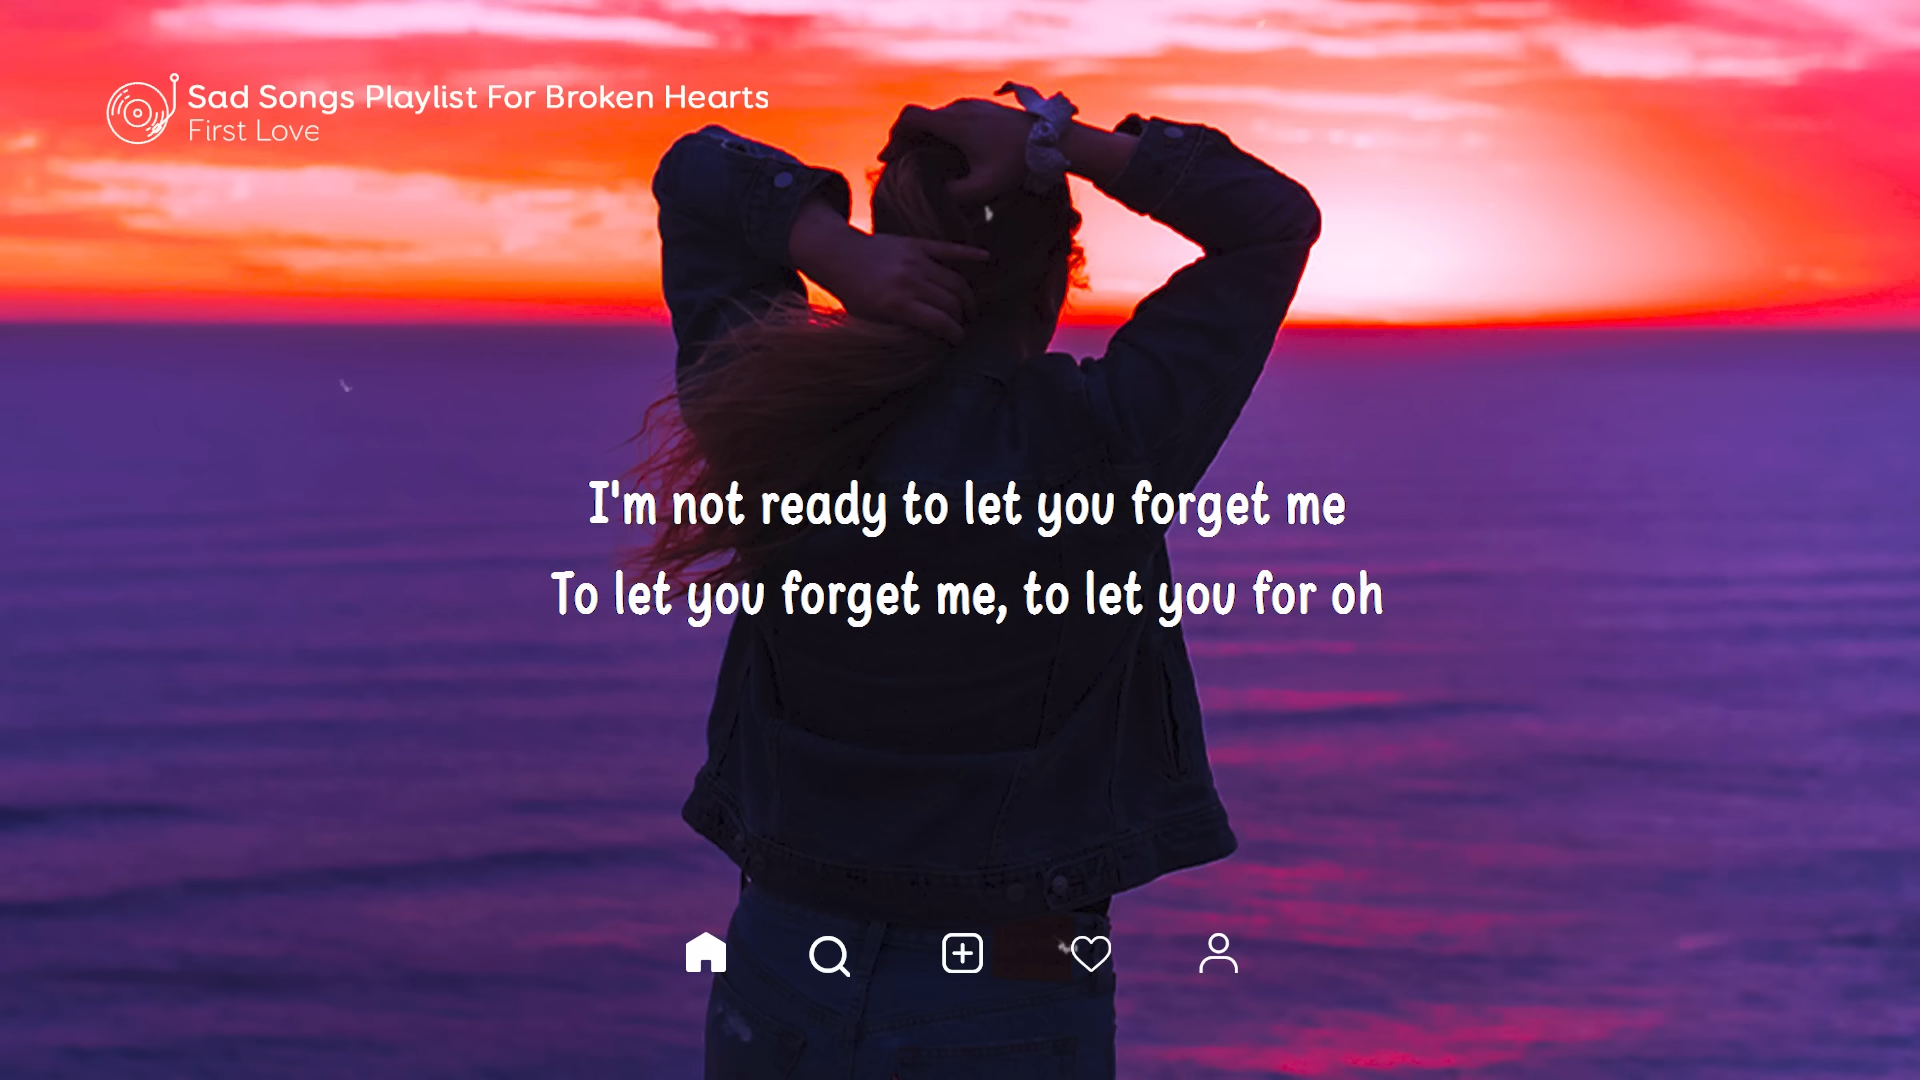 Sad Songs Playlist For Broken Hearts
First Love
I'm not ready to let you forget me
To let you forget me, to let you for oh